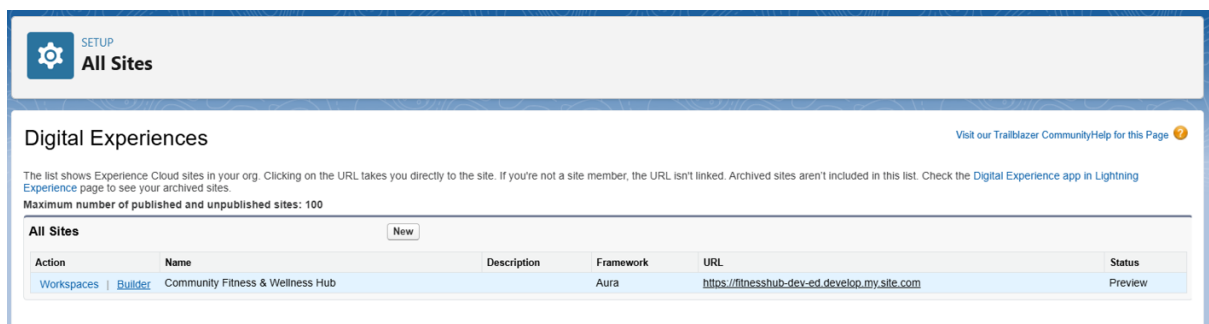 SETUP
All Sites
Digital Experiences
Visit our Trailblazer CommunityHelp for this Page ?
The list shows Experience Cloud sites in your org. Clicking on the URL takes you directly to the site. If you're not a site member, the URL isn't linked. Archived sites aren't included in this list. Check the Digital Experience app in Lightning
Experience page to see your archived sites.
Maximum number of published and unpublished sites: 100
All Sites New
Action Name Description Framework URL Status
Workspaces | Builder Community Fitness & Wellness Hub Aura https://fitnesshub-dev-ed.develop.my.site.com Preview